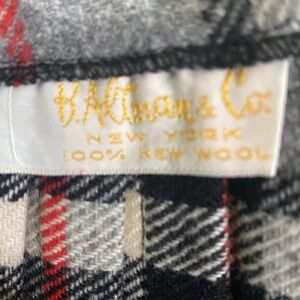 B. Altman & Co.
NEW YORK
100% NEW WOOL